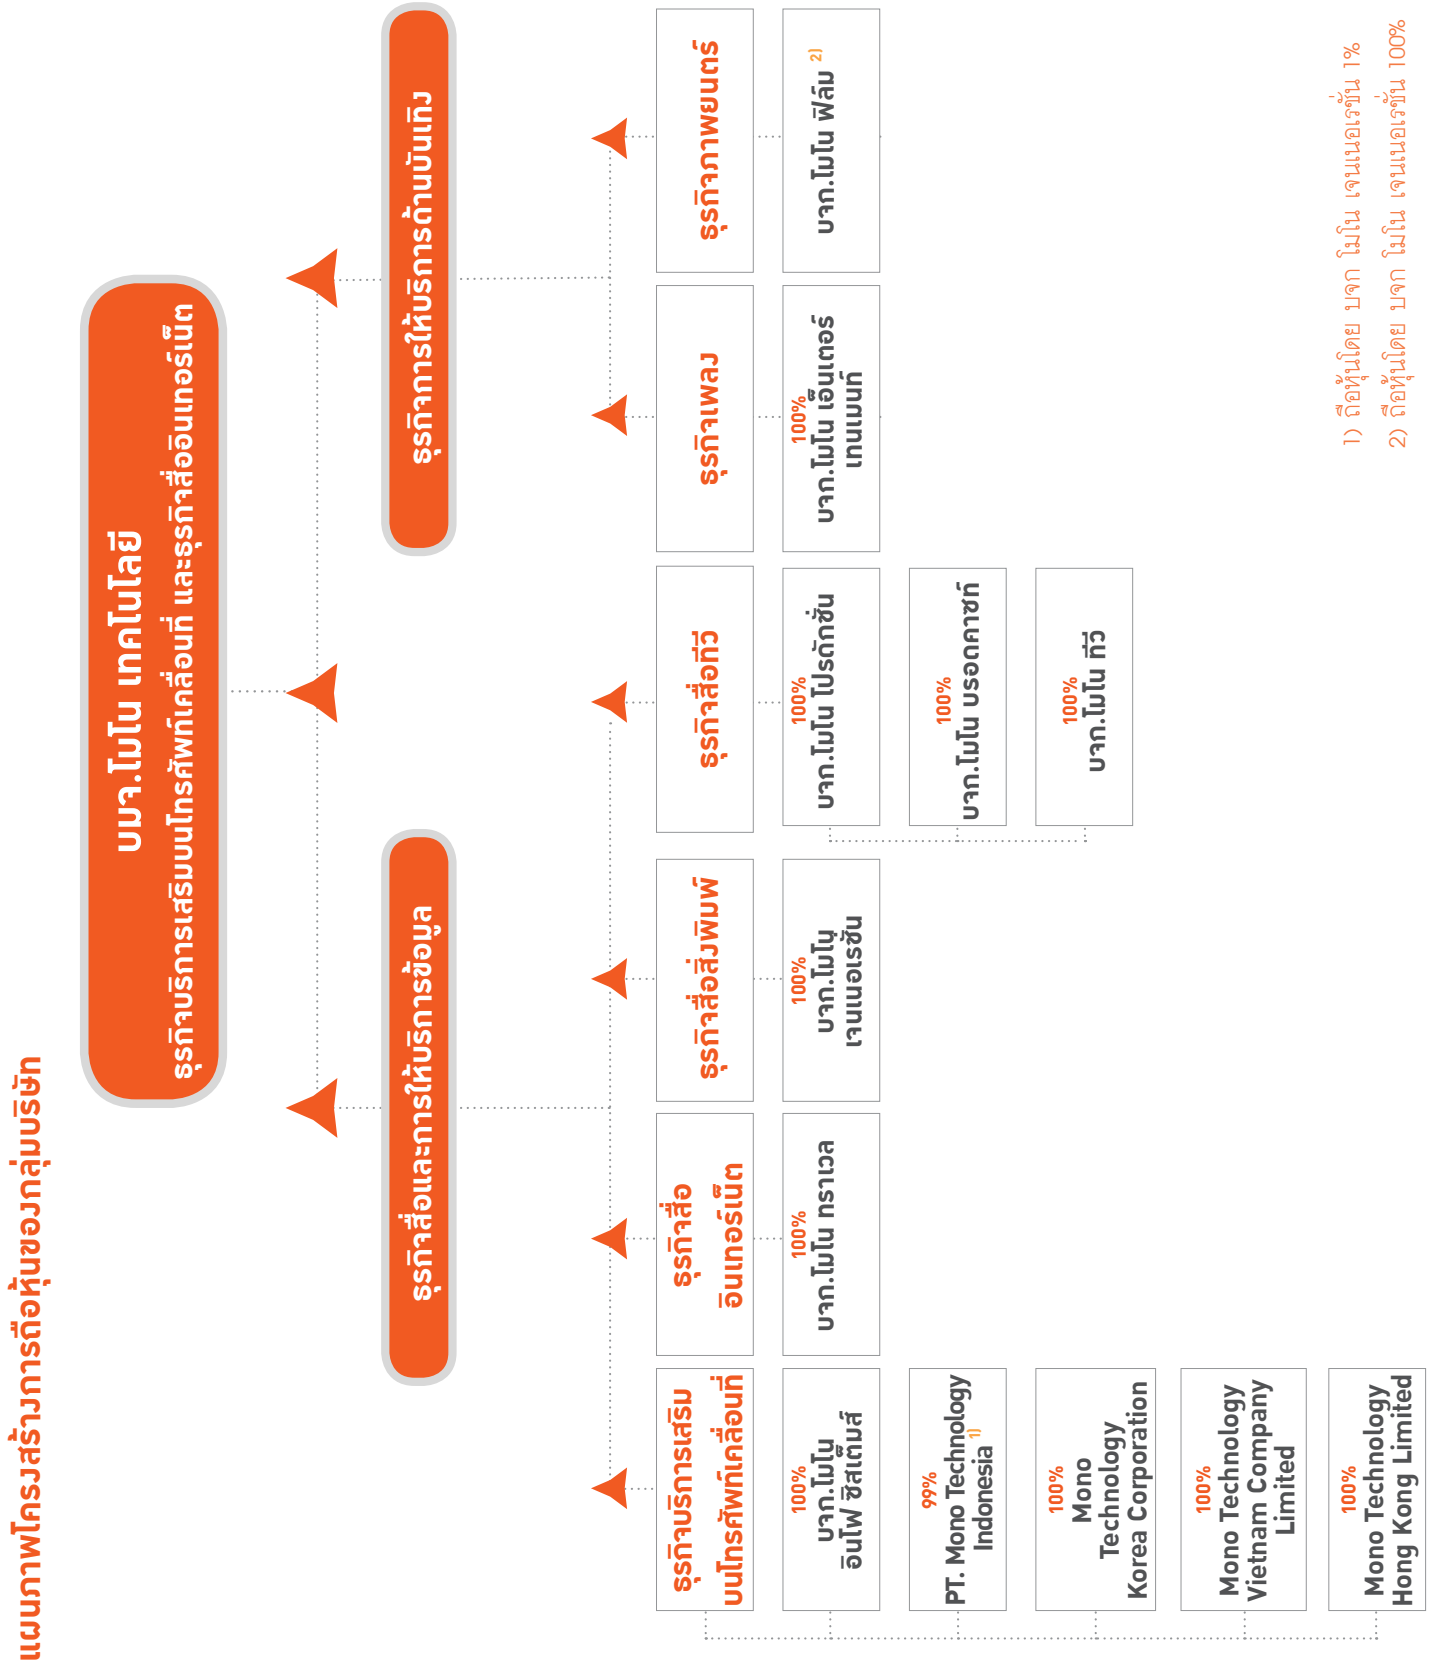 แผนภาพโครงสร้างการถือหุ้นของกลุ่มบริษัท
บมจ.โมโน เทคโนโลยี
ธุรกิจบริการเสริมบนโทรศัพท์เคลื่อนที่ และธุรกิจสื่ออินเทอร์เน็ต
ธุรกิจสื่อและการให้บริการข้อมูล
ธุรกิจการให้บริการด้านบันเทิง
ธุรกิจบริการเสริม
บนโทรศัพท์เคลื่อนที่
100%
บจก.โมโน
อินโฟ ซิสเต็มส์
99%
PT. Mono Technology
Indonesia 1)
100%
Mono
Technology
Korea Corporation
100%
Mono Technology
Vietnam Company
Limited
100%
Mono Technology
Hong Kong Limited
ธุรกิจสื่อ
อินเทอร์เน็ต
100%
บจก.โมโน ทราเวล
ธุรกิจสื่อสิ่งพิมพ์
100%
บจก.โมโน
เจนเนอเรชั่น
ธุรกิจสื่อทีวี
100%
บจก.โมโน โปรดักชั่น
100%
บจก.โมโน บรอดคาซท์
100%
บจก.โมโน ทีวี
ธุรกิจเพลง
100%
บจก.โมโน เอ็นเตอร์
เทนเมนท์
ธุรกิจภาพยนตร์
บจก.โมโน ฟิล์ม 2)
1) ถือหุ้นโดย บจก โมโน เจนเนอเรชั่น 1%
2) ถือหุ้นโดย บจก โมโน เจนเนอเรชั่น 100%